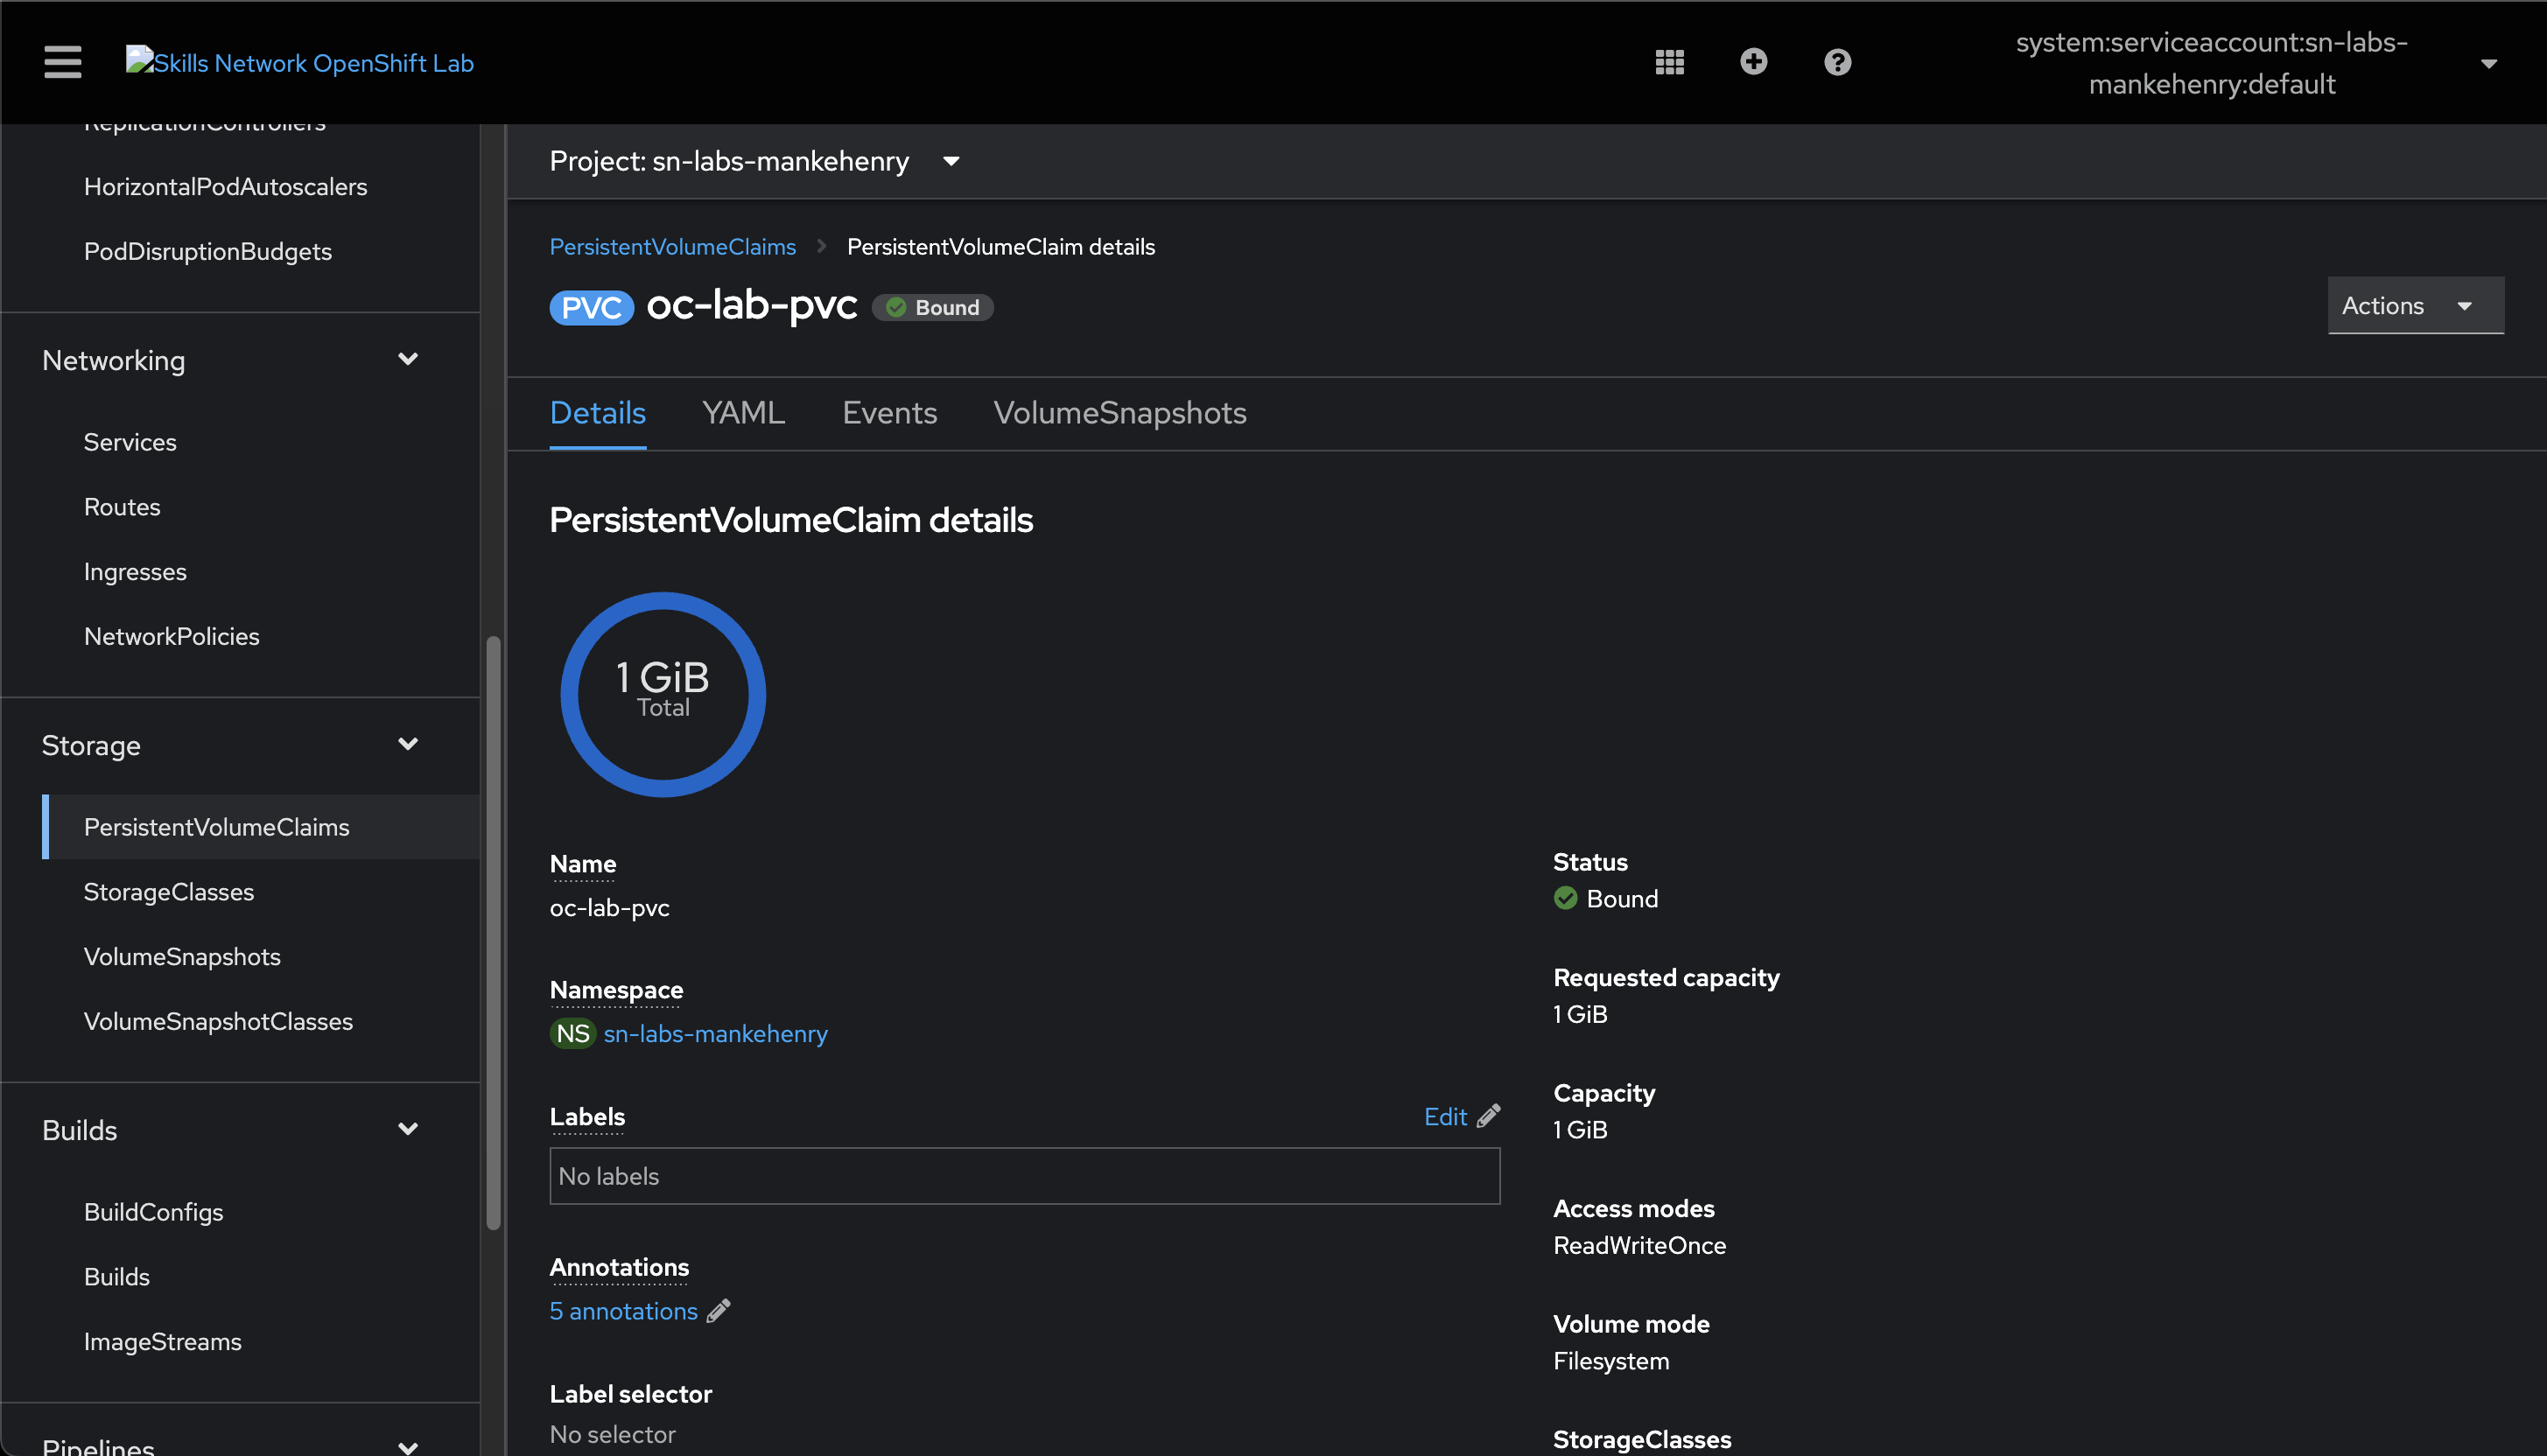 Skills Network OpenShift Lab
system:serviceaccount:sn-labs-
mankehenry:default
ReplicationControllers
HorizontalPodAutoscalers
PodDisruptionBudgets
Networking
Services
Routes
Ingresses
NetworkPolicies
Storage
PersistentVolumeClaims
StorageClasses
VolumeSnapshots
VolumeSnapshotClasses
Builds
BuildConfigs
Builds
ImageStreams
Pipelines
Project: sn-labs-mankehenry
PersistentVolumeClaims PersistentVolumeClaim details
PVC oc-lab-pvc Bound
Actions
Details YAML Events VolumeSnapshots
PersistentVolumeClaim details
1 GiB
Total
Name
oc-lab-pvc
Namespace
NS sn-labs-mankehenry
Labels Edit
No labels
Annotations
5 annotations
Label selector
No selector
Status
Bound
Requested capacity
1 GiB
Capacity
1 GiB
Access modes
ReadWriteOnce
Volume mode
Filesystem
StorageClasses